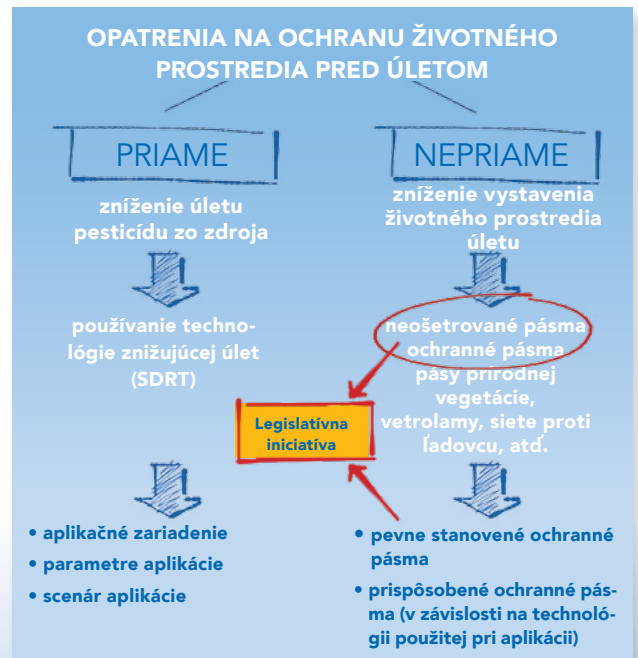 OPATRENIA NA OCHRANU ŽIVOTNÉHO
PROSTREDIA PRED ÚLETOM
PRIAME
zníženie úletu
pesticídu zo zdroja
používanie techno-
lógie znižujúcej úlet
(SDRT)
• aplikačné zariadenie
• parametre aplikácie
• scenár aplikácie
NEPRIAME
zníženie vystavenia
životného prostredia
úletu
neošetrované pásma
ochranné pásma
pásy prírodnej
vegetácie,
vetrolamy, siete proti
ľadovcu, atď.
Legislatívna
iniciatíva
• pevne stanovené ochranné
pásma
• prispôsobené ochranné pás-
ma (v závislosti na technoló-
gii použitej pri aplikácii)